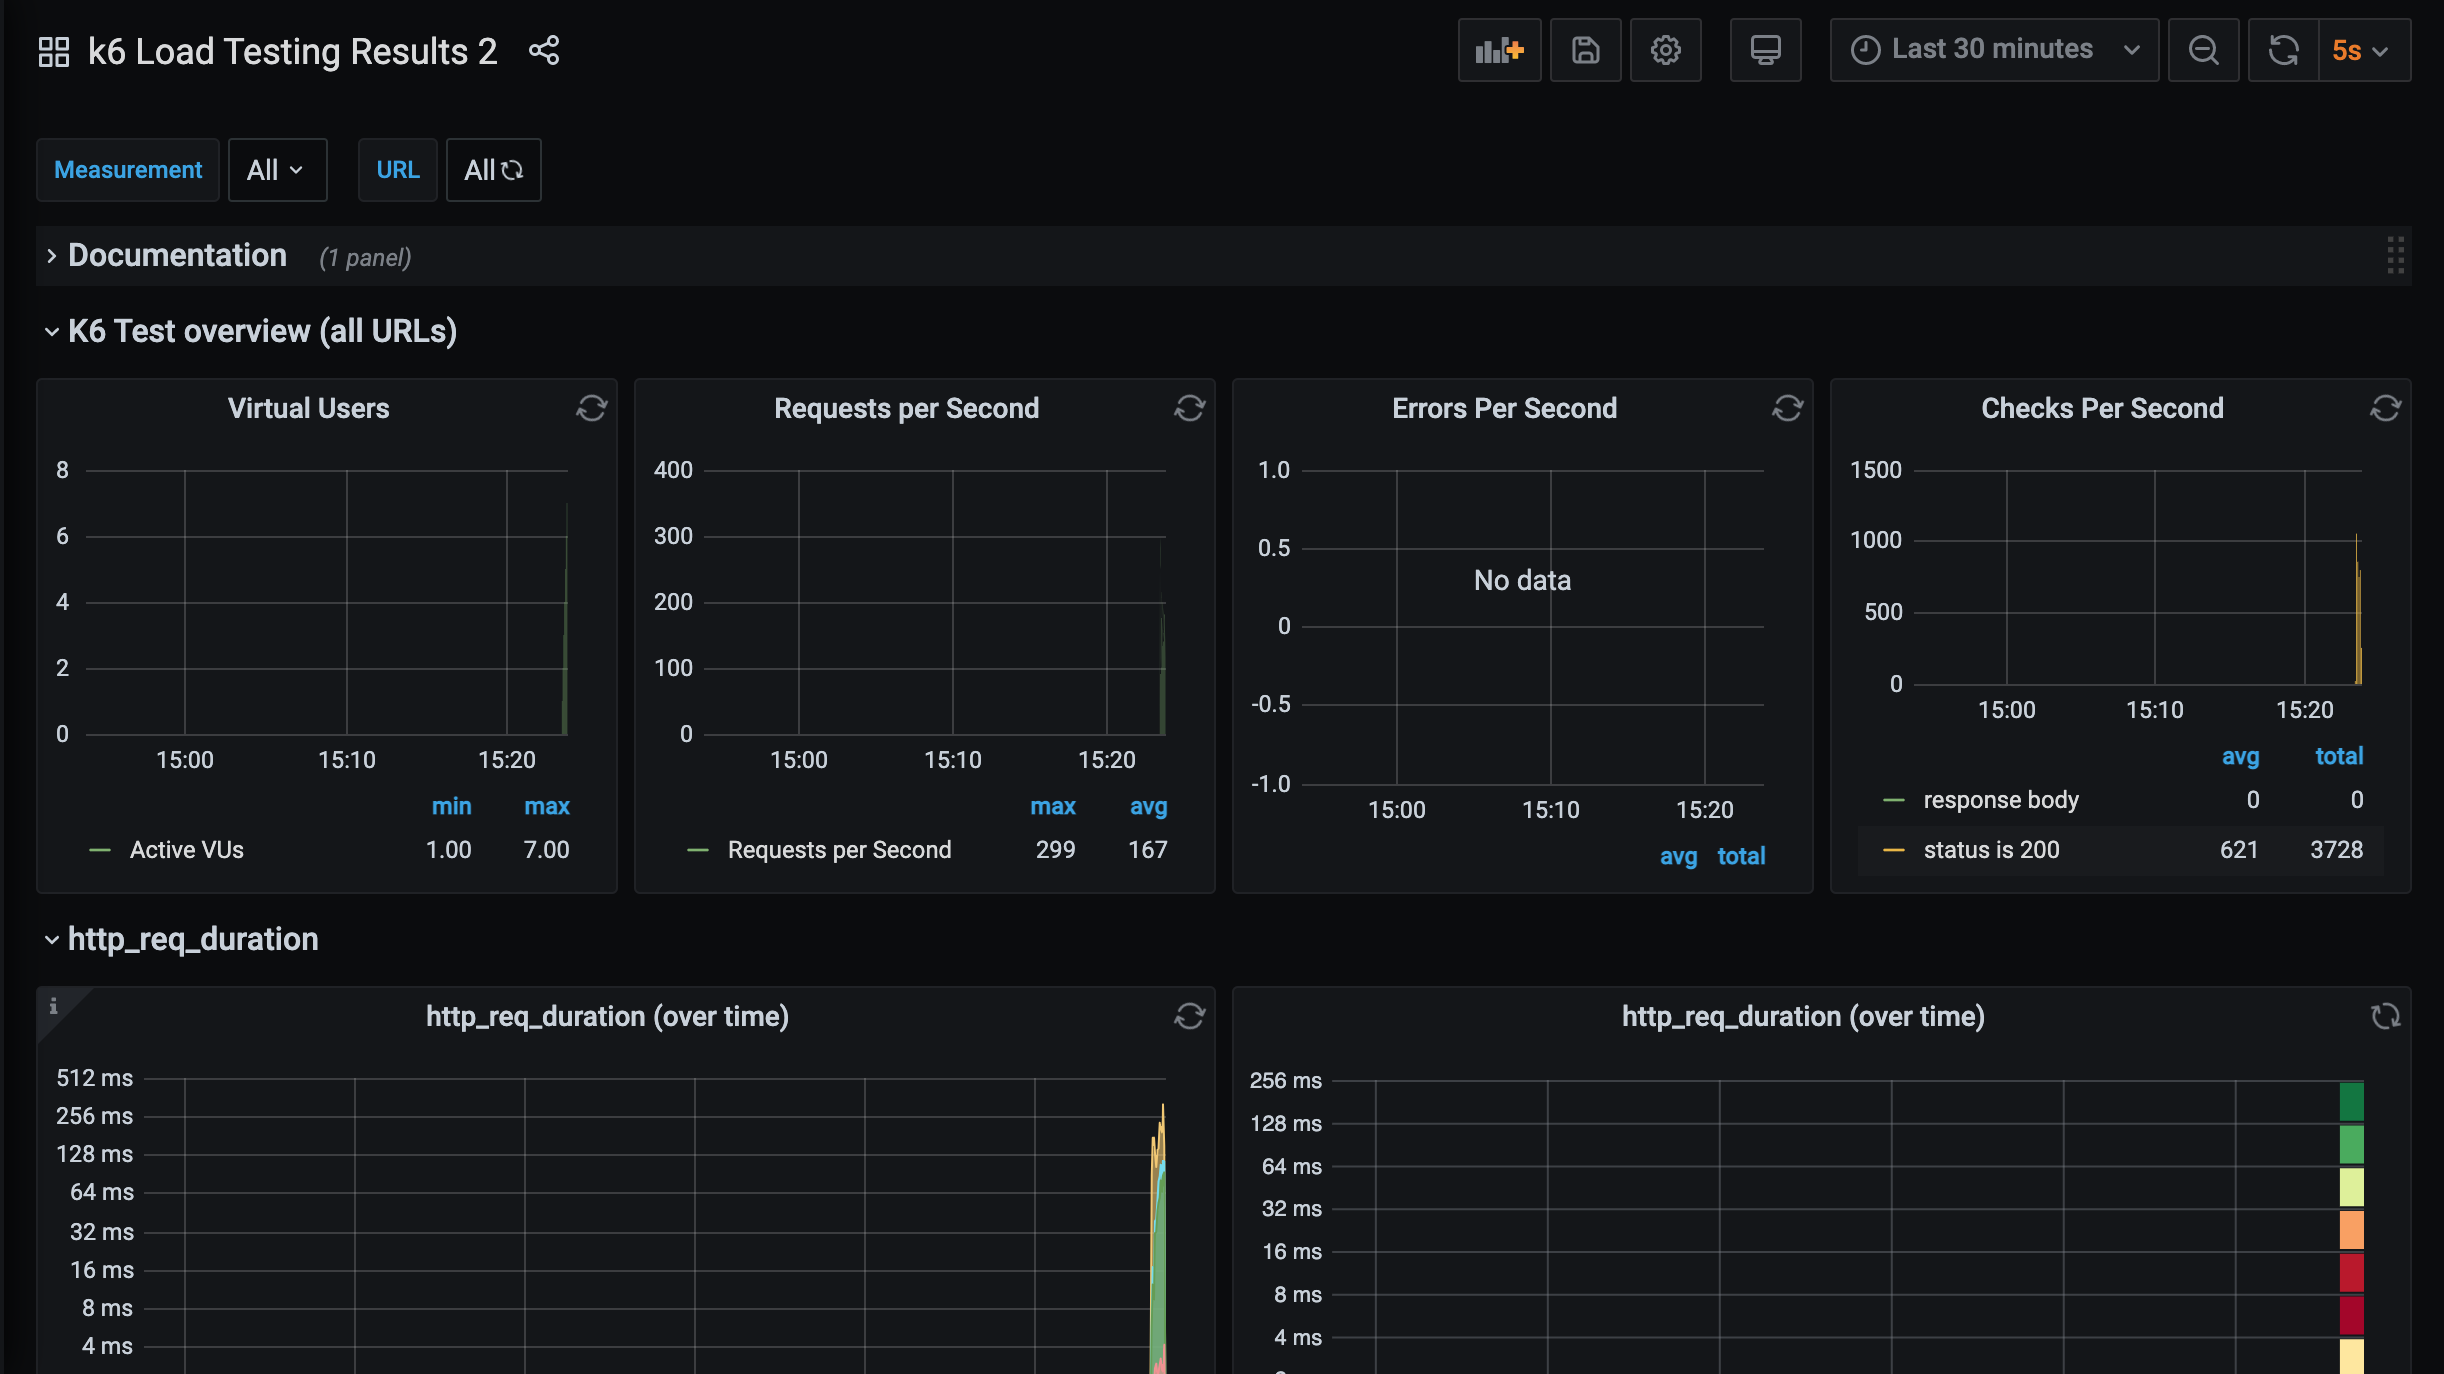 k6 Load Testing Results 2
Last 30 minutes
5s
Measurement All URL All
Documentation (1 panel)
K6 Test overview (all URLs)
Virtual Users
8
6
4
2
0
15:00 15:10 15:20
min max
Active VUs 1.00 7.00
Requests per Second
400
300
200
100
0
15:00 15:10 15:20
max avg
Requests per Second 299 167
Errors Per Second
1.0
0.5
No data
0
-0.5
-1.0
15:00 15:10 15:20
avg total
Checks Per Second
1500
1000
500
0
15:00 15:10 15:20
avg total
response body 0 0
status is 200 621 3728
http_req_duration
i
http_req_duration (over time)
512 ms
256 ms
128 ms
64 ms
32 ms
16 ms
8 ms
4 ms
http_req_duration (over time)
256 ms
128 ms
64 ms
32 ms
16 ms
8 ms
4 ms